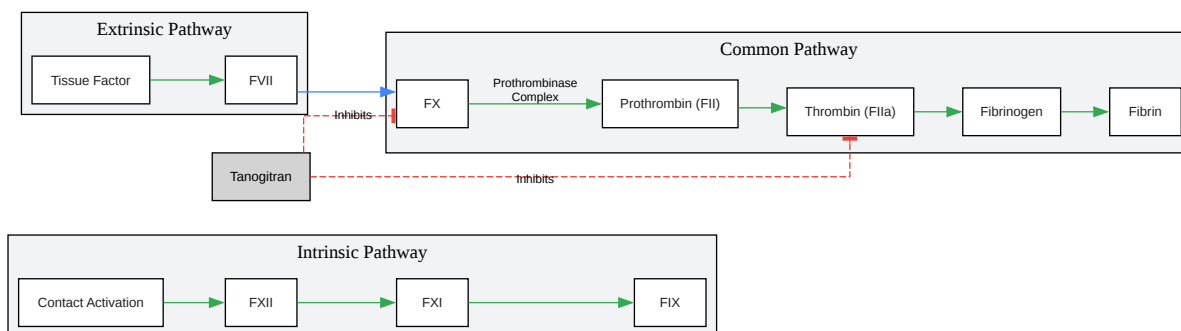 Extrinsic Pathway
Tissue Factor
FVII
Common Pathway
FX
Prothrombinase
Complex
Prothrombin (FII)
Thrombin (FIIa)
Fibrinogen
Fibrin
Inhibits
Tanogitran
Inhibits
Intrinsic Pathway
Contact Activation
FXII
FXI
FIX